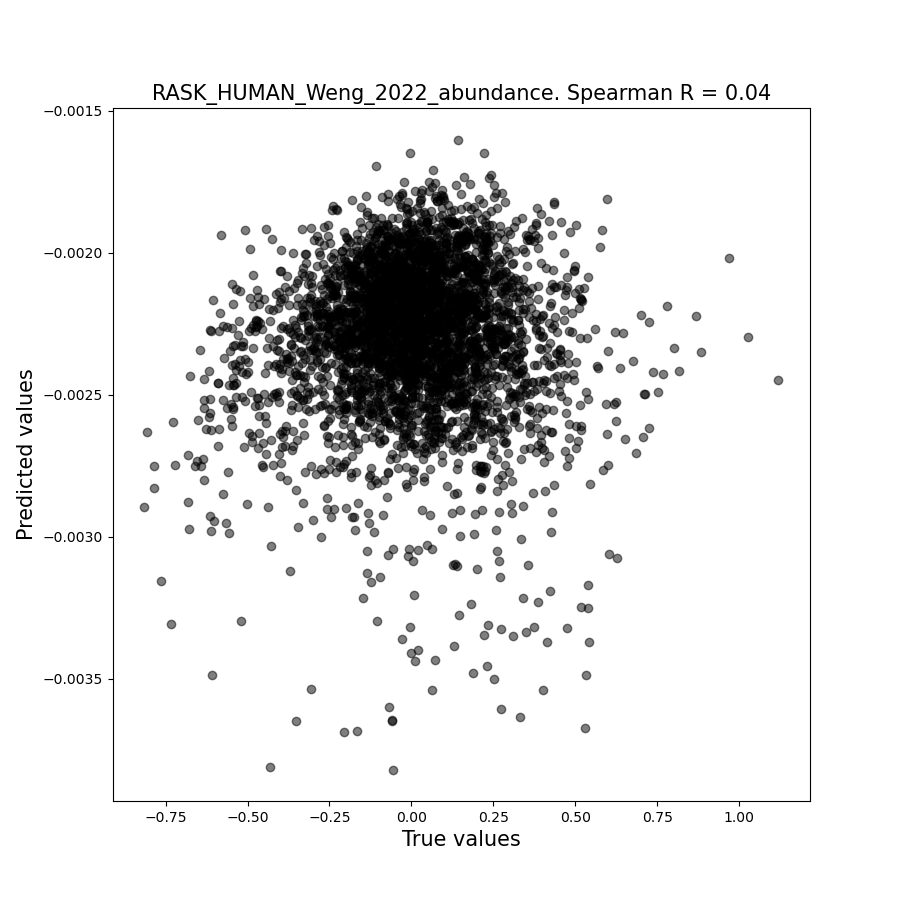 RASK_HUMAN_Weng_2022_abundance. Spearman R = 0.04
−0.0015
−0.0020
−0.0025
−0.0030
−0.0035
Predicted values
−0.75 −0.50 −0.25 0.00 0.25 0.50 0.75 1.00
True values